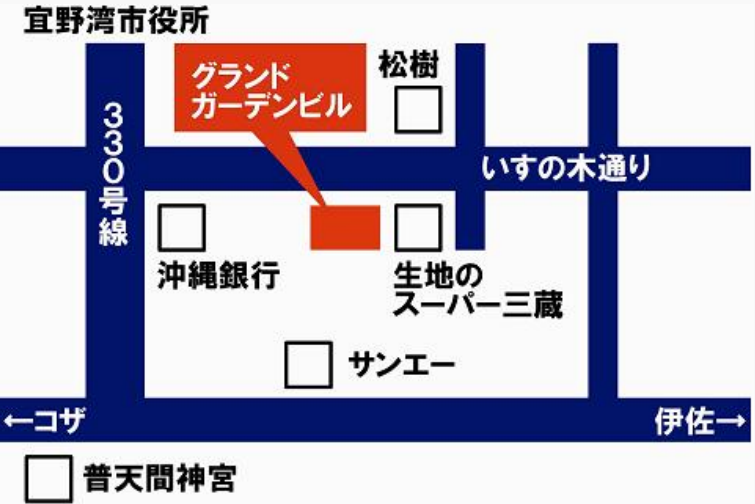 宜野湾市役所
松樹
グランド
ガーデンビル
330号線
いすの木通り
沖縄銀行
生地の
スーパー三蔵
サンエー
←コザ
伊佐→
普天間神宮